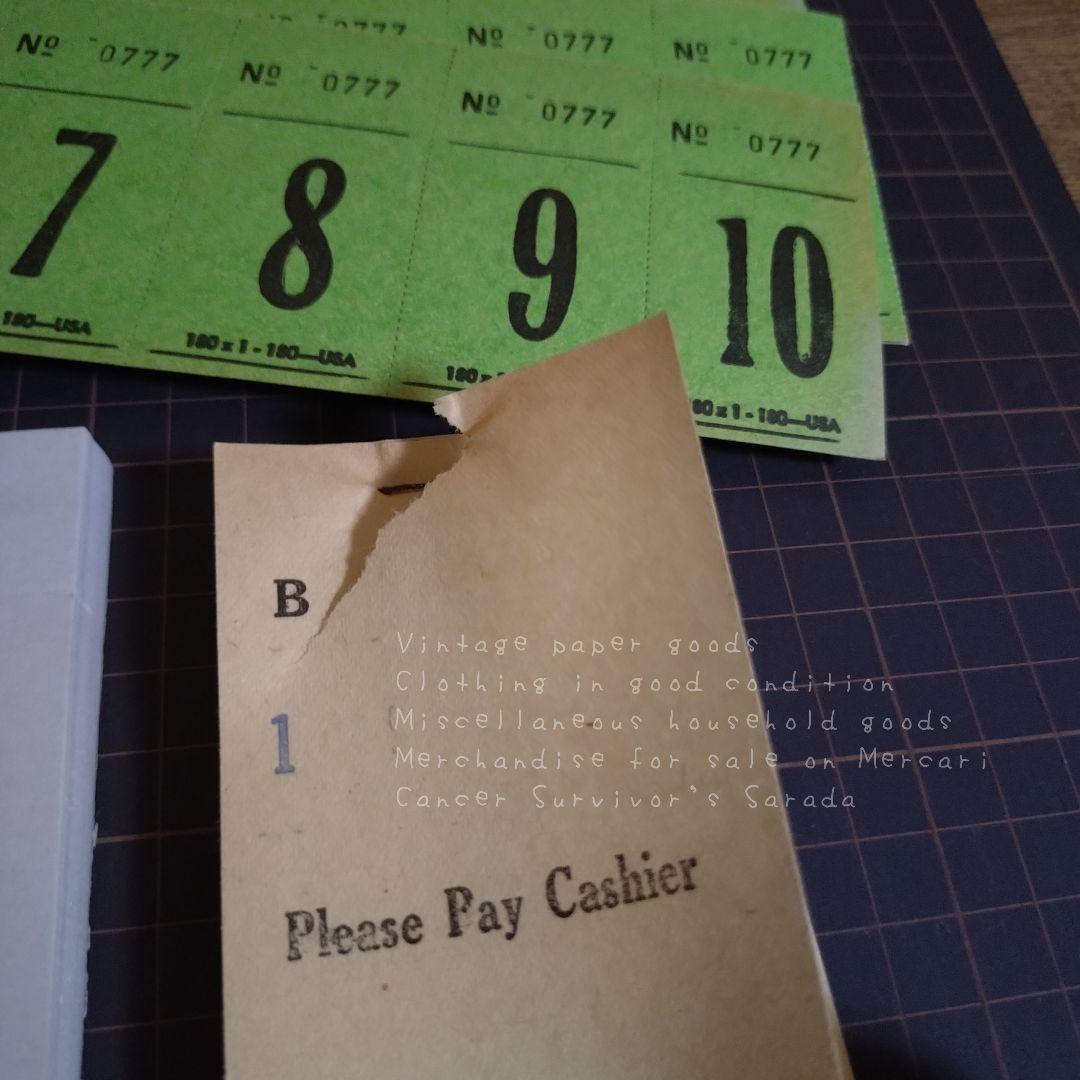 0777
Nº 0777
Nº 0777
Nº 0777
Nº 0777
Nº 0777
Nº 0777
7
8
9
10
180—USA
180 x 1 - 180—USA
180 x
180 x 1 - 180—USA
B
1
Please Pay Cashier
Vintage paper goods
Clothing in good condition
Miscellaneous household goods
Merchandise for sale on Mercari
Cancer Survivor's Sarada